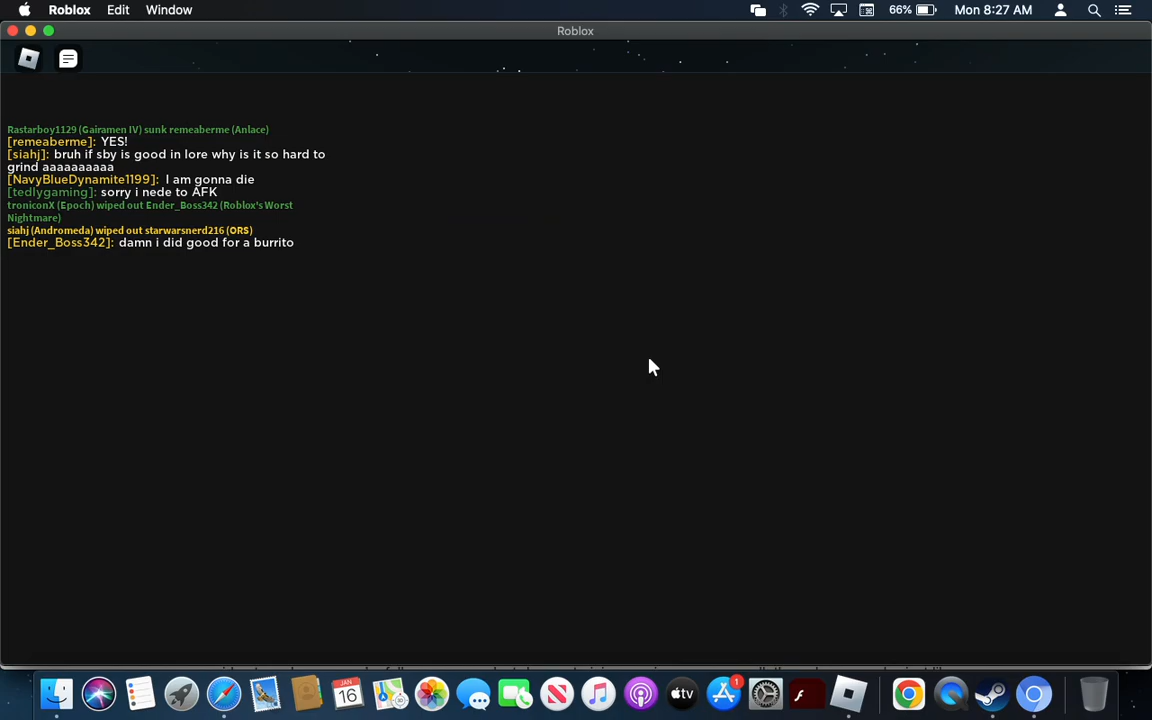 Roblox Edit Window 66% Mon 8:27 AM
Roblox
Rastarboy1129 (Gairamen IV) sunk remeaberme (Anlace)
[remeaberme]: YES!
[siahj]: bruh if sby is good in lore why is it so hard to
grind aaaaaaaaaa
[NavyBlueDynamite1199]: I am gonna die
[tedlygaming]: sorry i nede to AFK
troniconX (Epoch) wiped out Ender_Boss342 (Roblox's Worst
Nightmare)
siahj (Andromeda) wiped out starwarsnerd216 (ORS)
[Ender_Boss342]: damn i did good for a burrito
JAN
16
tv
1